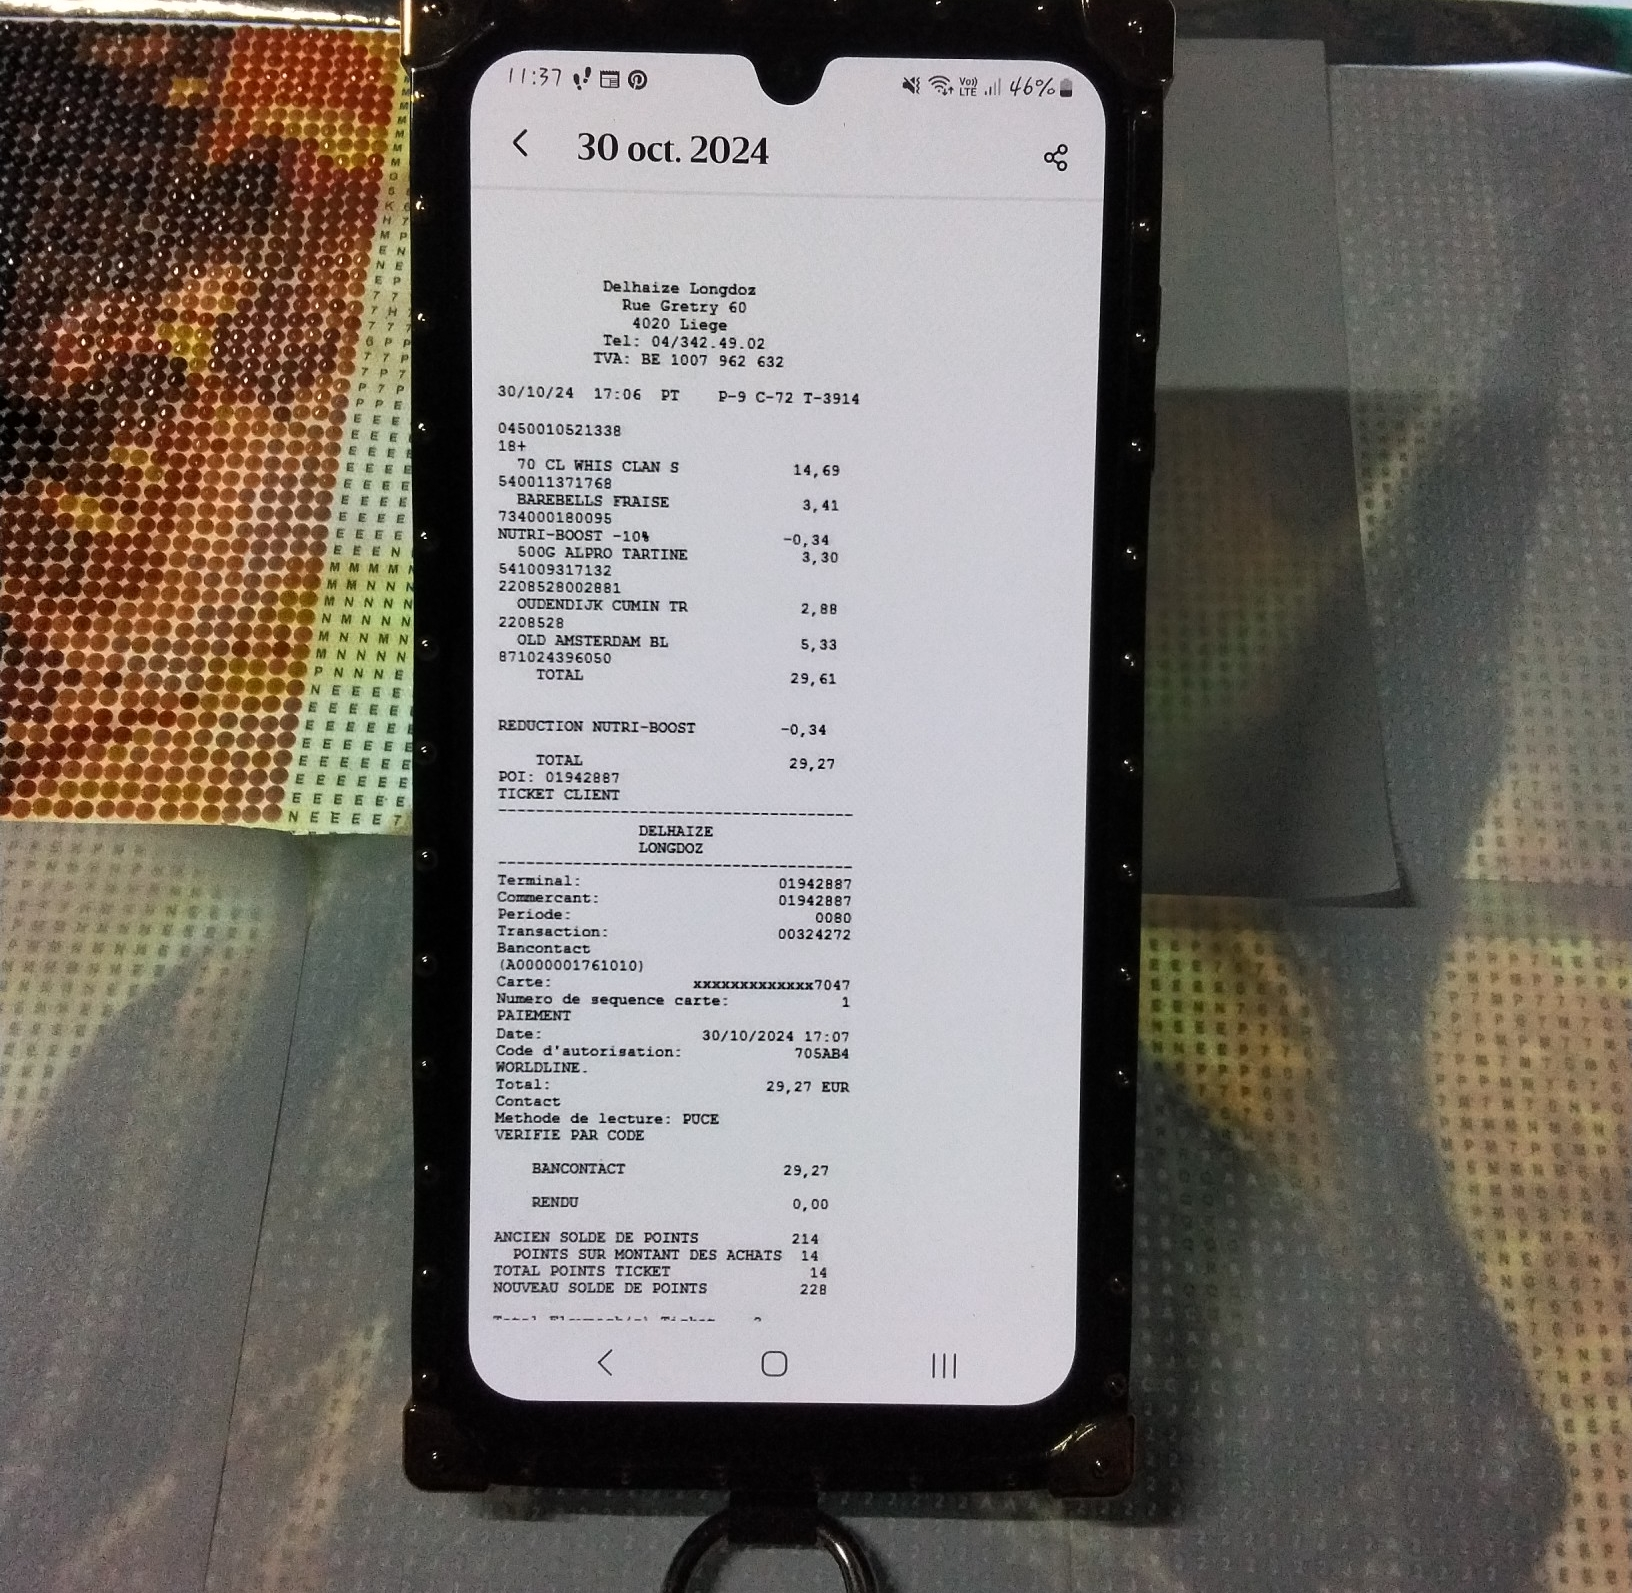 11:37 Vo)) LTE 46%
30 oct. 2024
Delhaize Longdoz
Rue Gretry 60
4020 Liege
Tel: 04/342.49.02
TVA: BE 1007 962 632
30/10/24 17:06 PT P-9 C-72 T-3914
0450010521338
18+
70 CL WHIS CLAN S 14,69
540011371768
BAREBELLS FRAISE 3,41
734000180095
NUTRI-BOOST -10% -0,34
500G ALPRO TARTINE 3,30
541009317132
2208528002881
OUDENDIJK CUMIN TR 2,88
2208528
OLD AMSTERDAM BL 5,33
871024396050
TOTAL 29,61
REDUCTION NUTRI-BOOST -0,34
TOTAL 29,27
POI: 01942887
TICKET CLIENT
--------------------------------------
DELHAIZE
LONGDOZ
--------------------------------------
Terminal: 01942887
Commercant: 01942887
Periode: 0080
Transaction: 00324272
Bancontact
(A0000001761010)
Carte: xxxxxxxxxxxxx7047
Numero de sequence carte: 1
PAIEMENT
Date: 30/10/2024 17:07
Code d'autorisation: 705AB4
WORLDLINE.
Total: 29,27 EUR
Contact
Methode de lecture: PUCE
VERIFIE PAR CODE
BANCONTACT 29,27
RENDU 0,00
ANCIEN SOLDE DE POINTS 214
POINTS SUR MONTANT DES ACHATS 14
TOTAL POINTS TICKET 14
NOUVEAU SOLDE DE POINTS 228